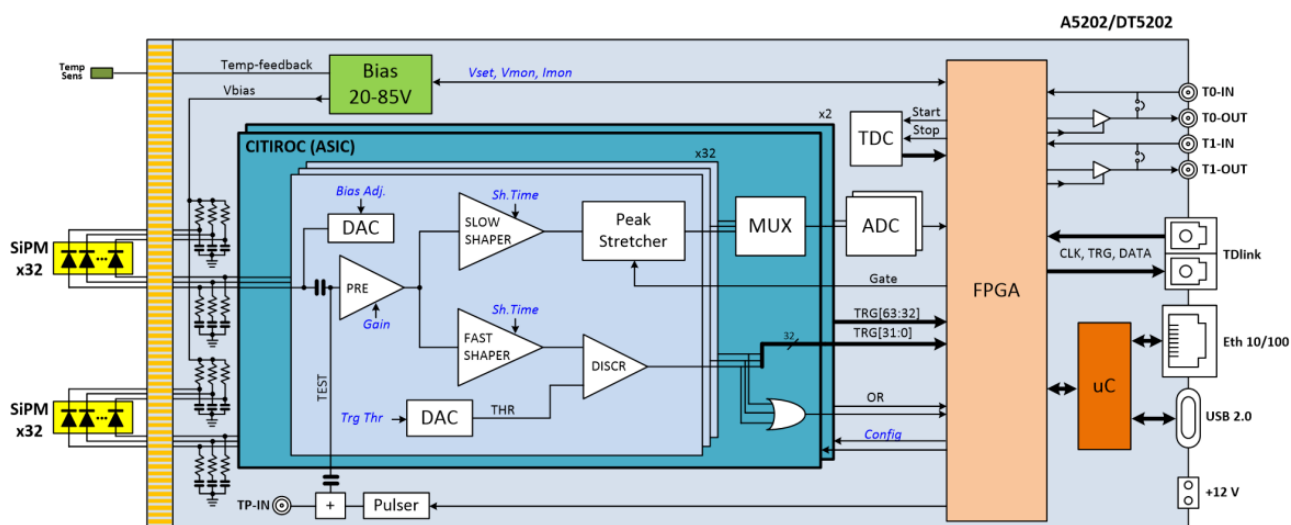 A5202/DT5202
Temp
Sens
Temp-feedback
Vbias
Bias
20-85V
Vset, Vmon, Imon
T0-IN
T0-OUT
T1-IN
T1-OUT
Start
Stop
TDC
x2
CITIROC (ASIC)
x32
Bias Adj.
DAC
Sh.Time
SLOW
SHAPER
Peak
Stretcher
MUX
ADC
FPGA
SiPM
x32
PRE
Gain
Gate
CLK, TRG, DATA
TDlink
Sh.Time
FAST
SHAPER
DISCR
32
TRG[63:32]
TRG[31:0]
uC
Eth 10/100
SiPM
x32
TEST
Trg Thr
DAC
THR
OR
Config
USB 2.0
TP-IN
+
Pulser
+12 V